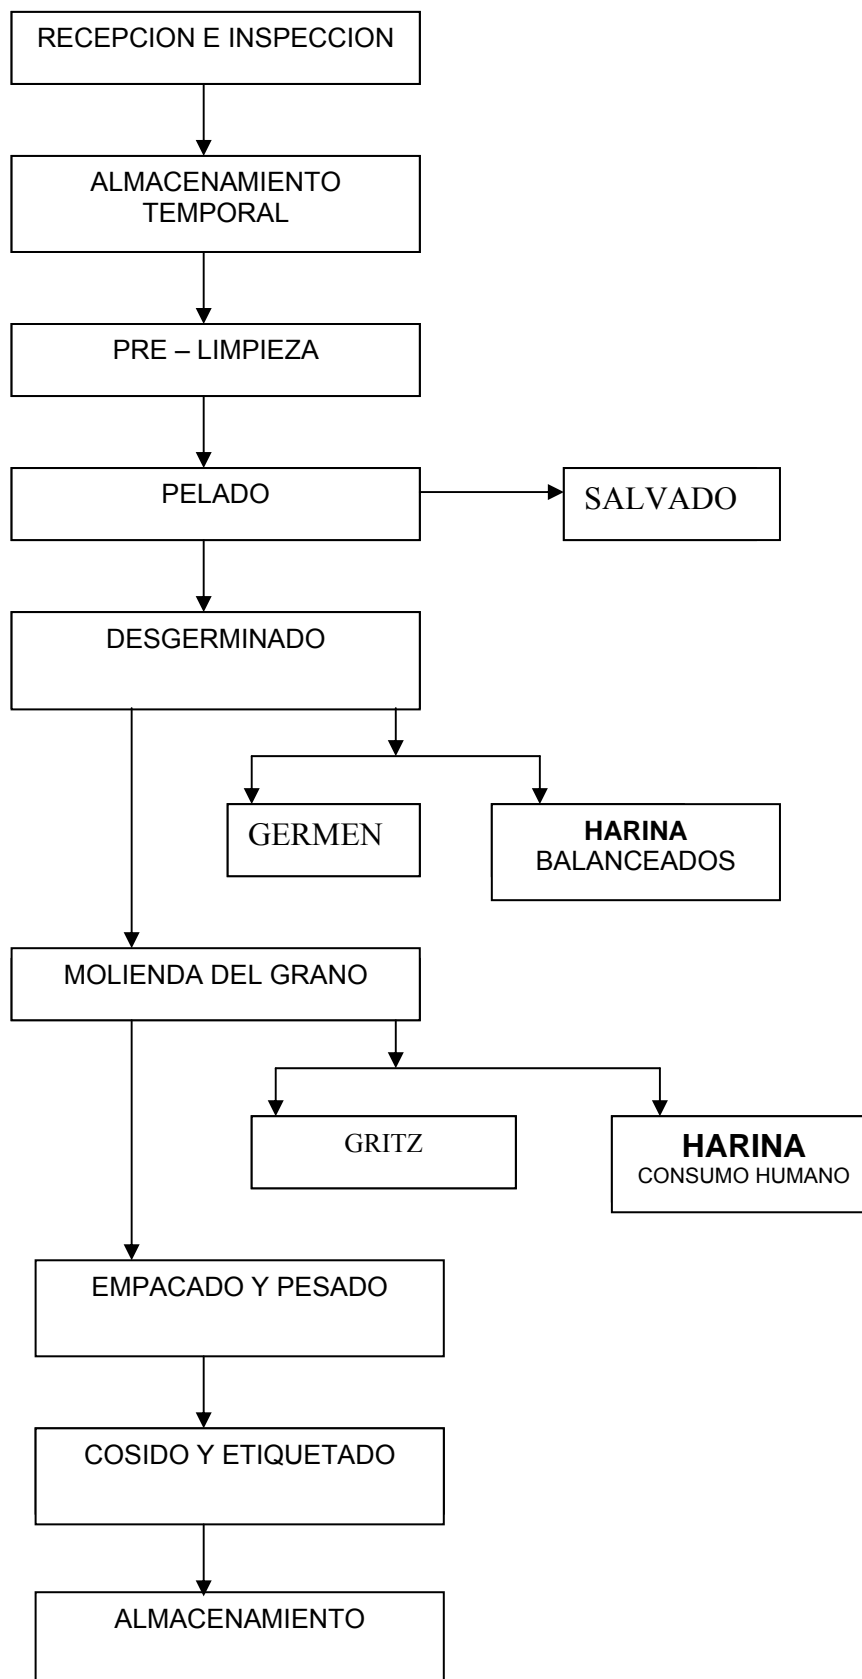 RECEPCION E INSPECCION
ALMACENAMIENTO
TEMPORAL
PRE – LIMPIEZA
PELADO
SALVADO
DESGERMINADO
GERMEN
HARINA
BALANCEADOS
MOLIENDA DEL GRANO
GRITZ
HARINA
CONSUMO HUMANO
EMPACADO Y PESADO
COSIDO Y ETIQUETADO
ALMACENAMIENTO